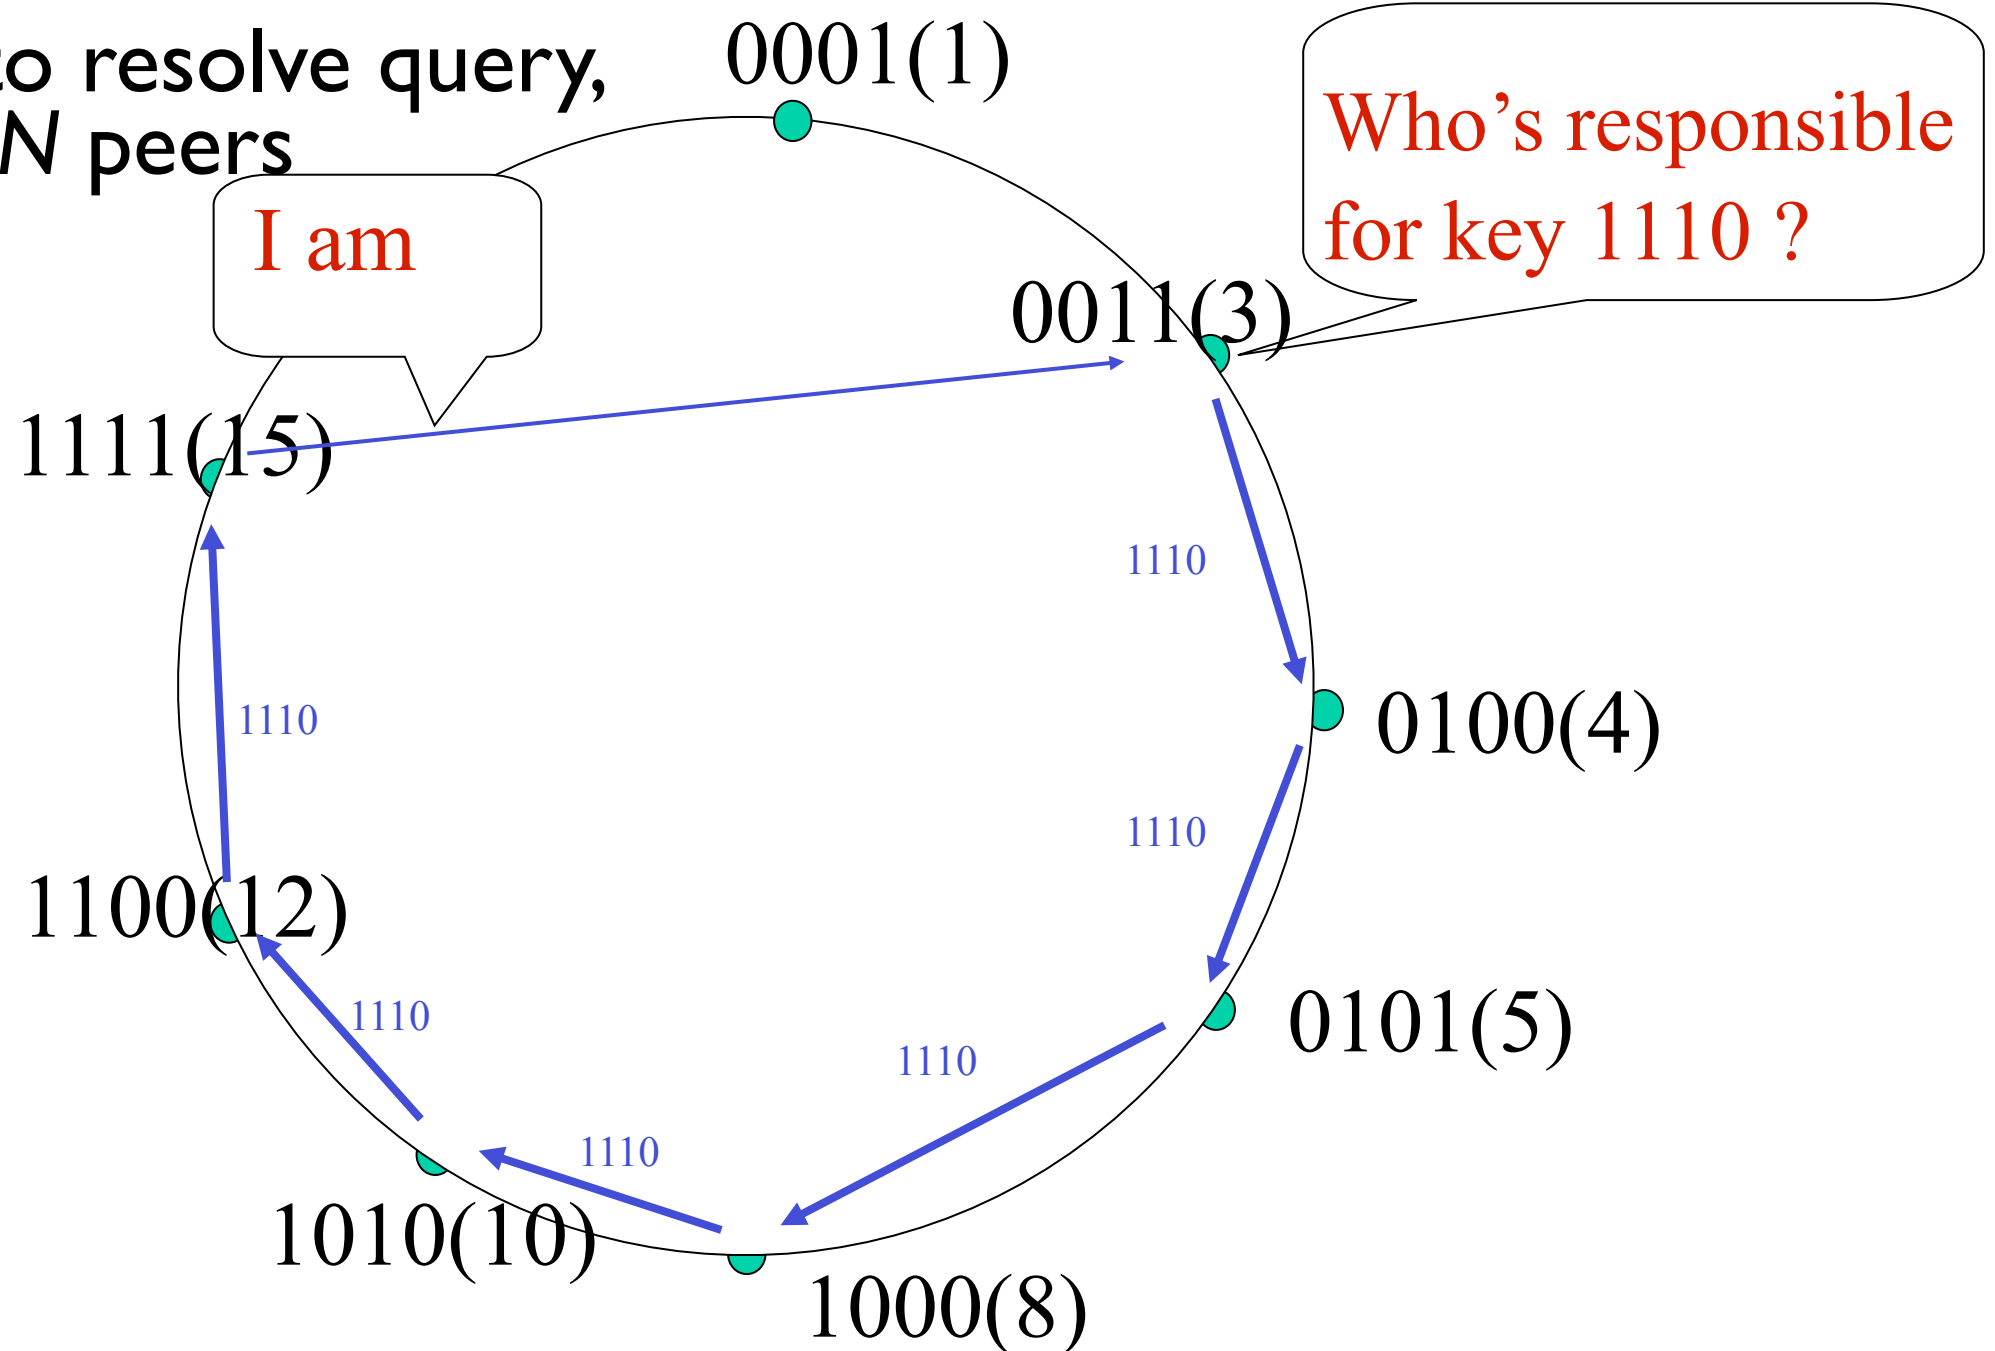 to resolve query,
N peers
0001(1)
Who’s responsible
for key 1110 ?
I am
0011(3)
1111(15)
1110
0100(4)
1110
1110
1100(12)
0101(5)
1110
1110
1110
1010(10)
1000(8)